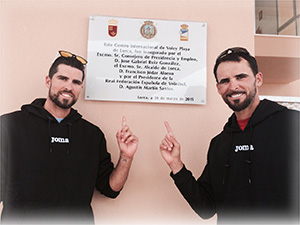 Este Centro Internacional de Voley Playa
de Lorca, fue inaugurado por el
Excmo. Sr. Consejero de Presidencia y Empleo,
D. José Gabriel Ruiz González,
el Excmo. Sr. Alcalde de Lorca,
D. Francisco Jódar Alonso
y por el Presidente de la
Real Federación Española de Voleibol,
D. Agustín Martín Santos.
Lorca, a 20 de marzo de 2015
joma
joma